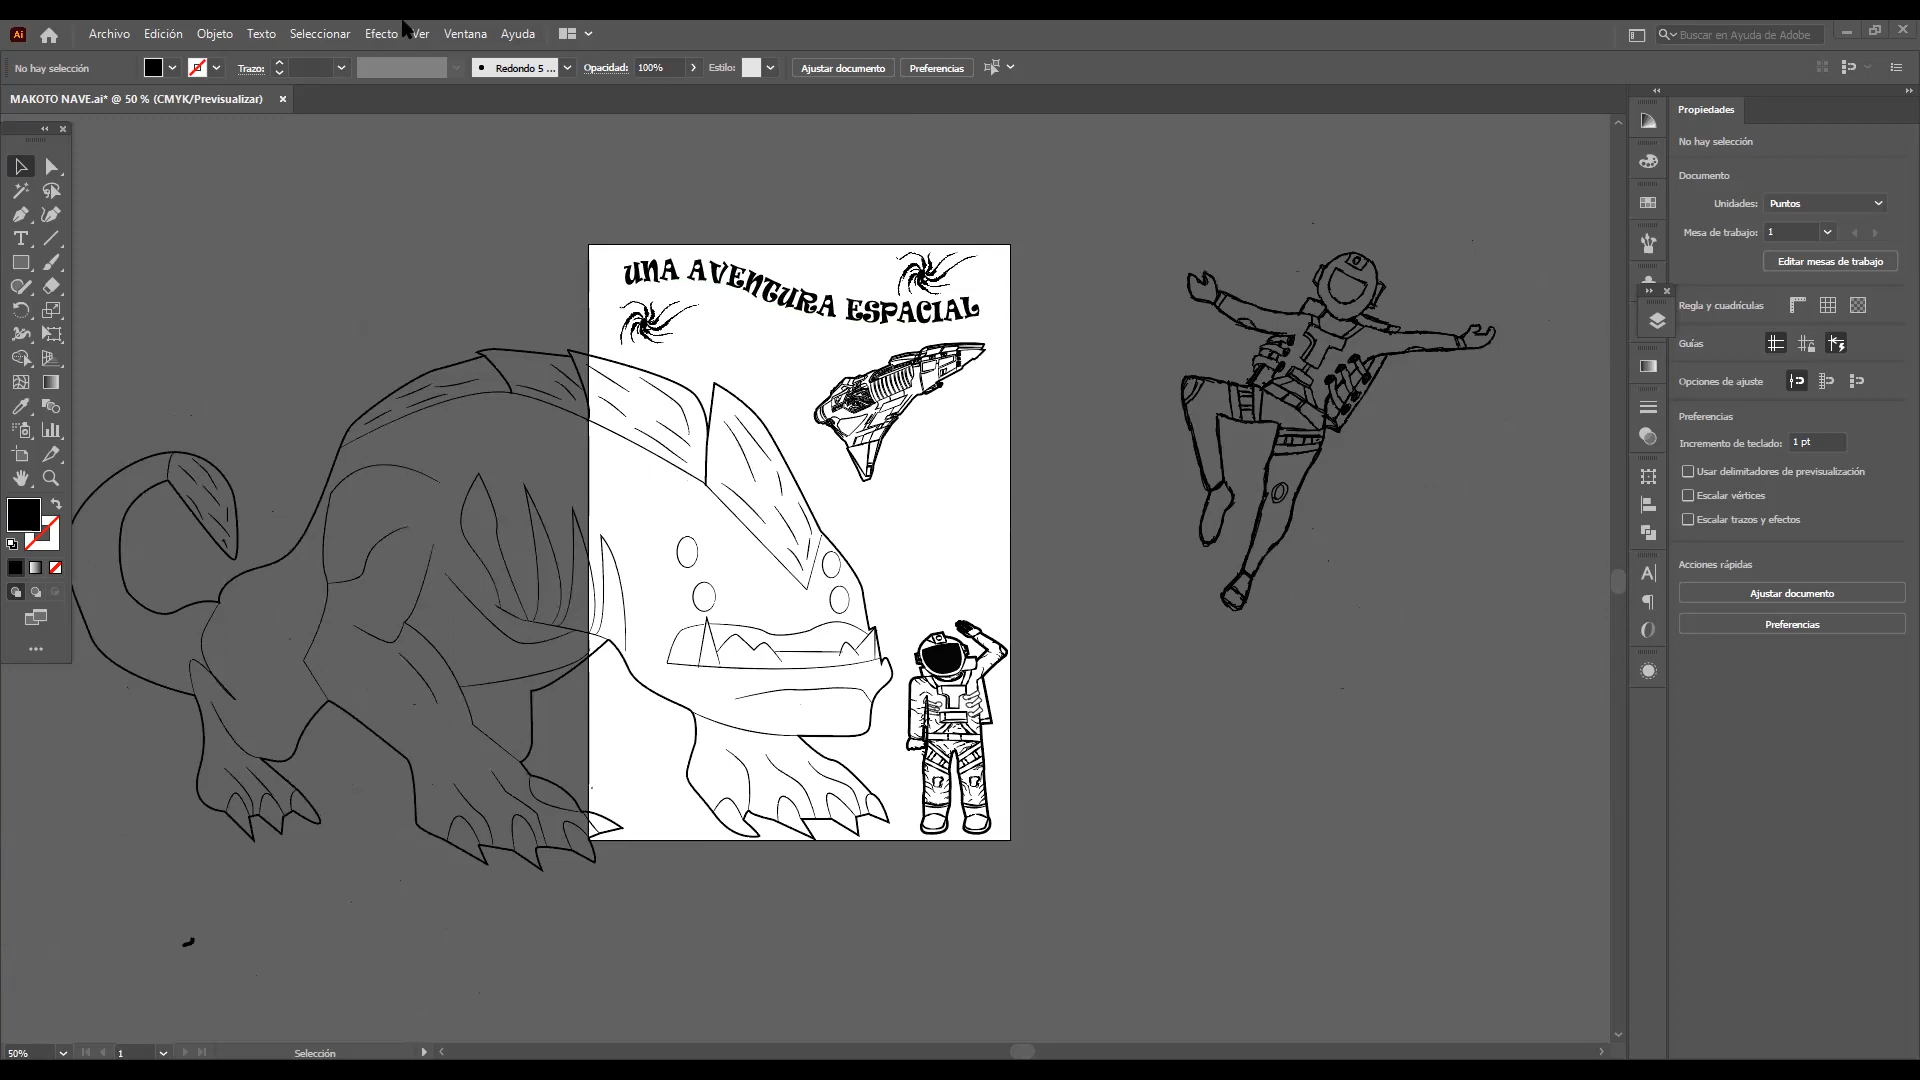 Ai
Archivo Edición Objeto Texto Seleccionar Efecto Ver Ventana Ayuda
Buscar en Ayuda de Adobe
No hay selección
Trazo:
Redondo 5 ...
Opacidad: 100%
Estilo:
Ajustar documento
Preferencias
MAKOTO NAVE.ai* @ 50 % (CMYK/Previsualizar)
UNA AVENTURA ESPACIAL
Propiedades
No hay selección
Documento
Unidades: Puntos
Mesa de trabajo: 1
Editar mesas de trabajo
Regla y cuadrículas
Guías
Opciones de ajuste
Preferencias
Incremento de teclado: 1 pt
Usar delimitadores de previsualización
Escalar vértices
Escalar trazos y efectos
Acciones rápidas
Ajustar documento
Preferencias
50% 1 Selección